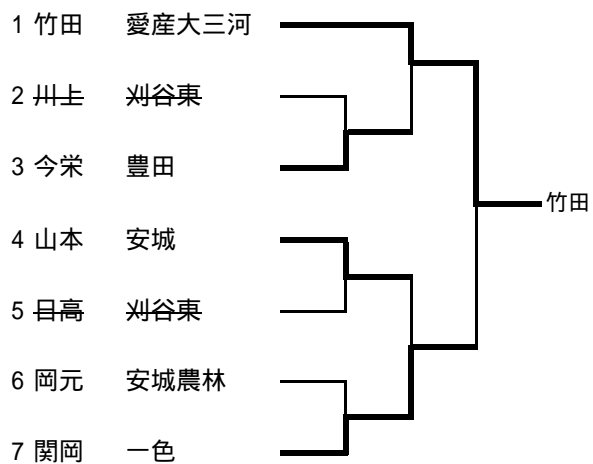 1 竹田 愛産大三河
2 川上 刈谷東
3 今栄 豊田
竹田
4 山本 安城
5 日高 刈谷東
6 岡元 安城農林
7 関岡 一色